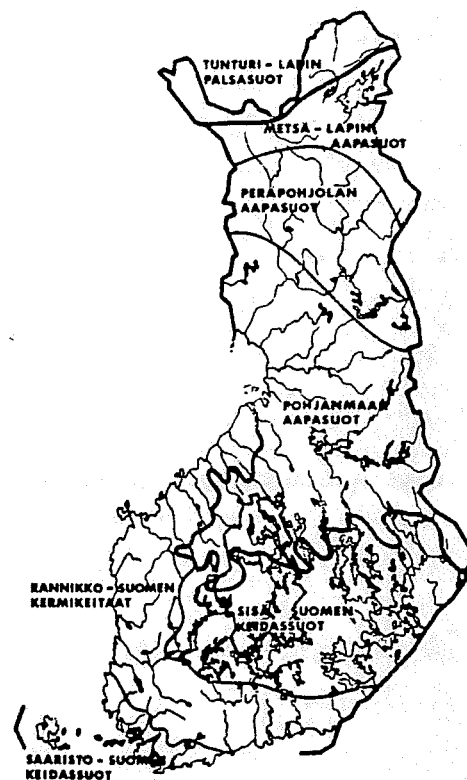 TUNTURI - LAPIN
PALSASUOT
METSÄ - LAPIN
AAPASUOT
PERÄPOHJOLAN
AAPASUOT
POHJANMAAN
AAPASUOT
RANNIKKO - SUOMEN
KERMIKEITAAT
SISÄ - SUOMEN
KEIDASSUOT
SAARISTO - SUOMEN
KEIDASSUOT